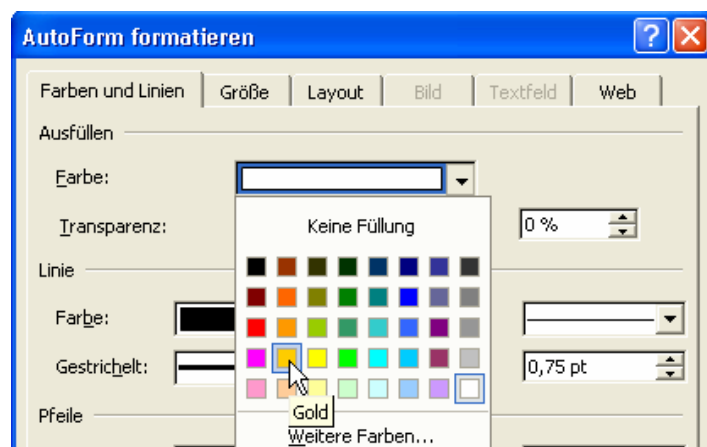 AutoForm formatieren
Farben und Linien Größe Layout Bild Textfeld Web
Ausfüllen
Farbe:
Keine Füllung
Transparenz: 0 %
Linie
Farbe:
Gestrichelt: 0,75 pt
Gold
Pfeile
Weitere Farben...